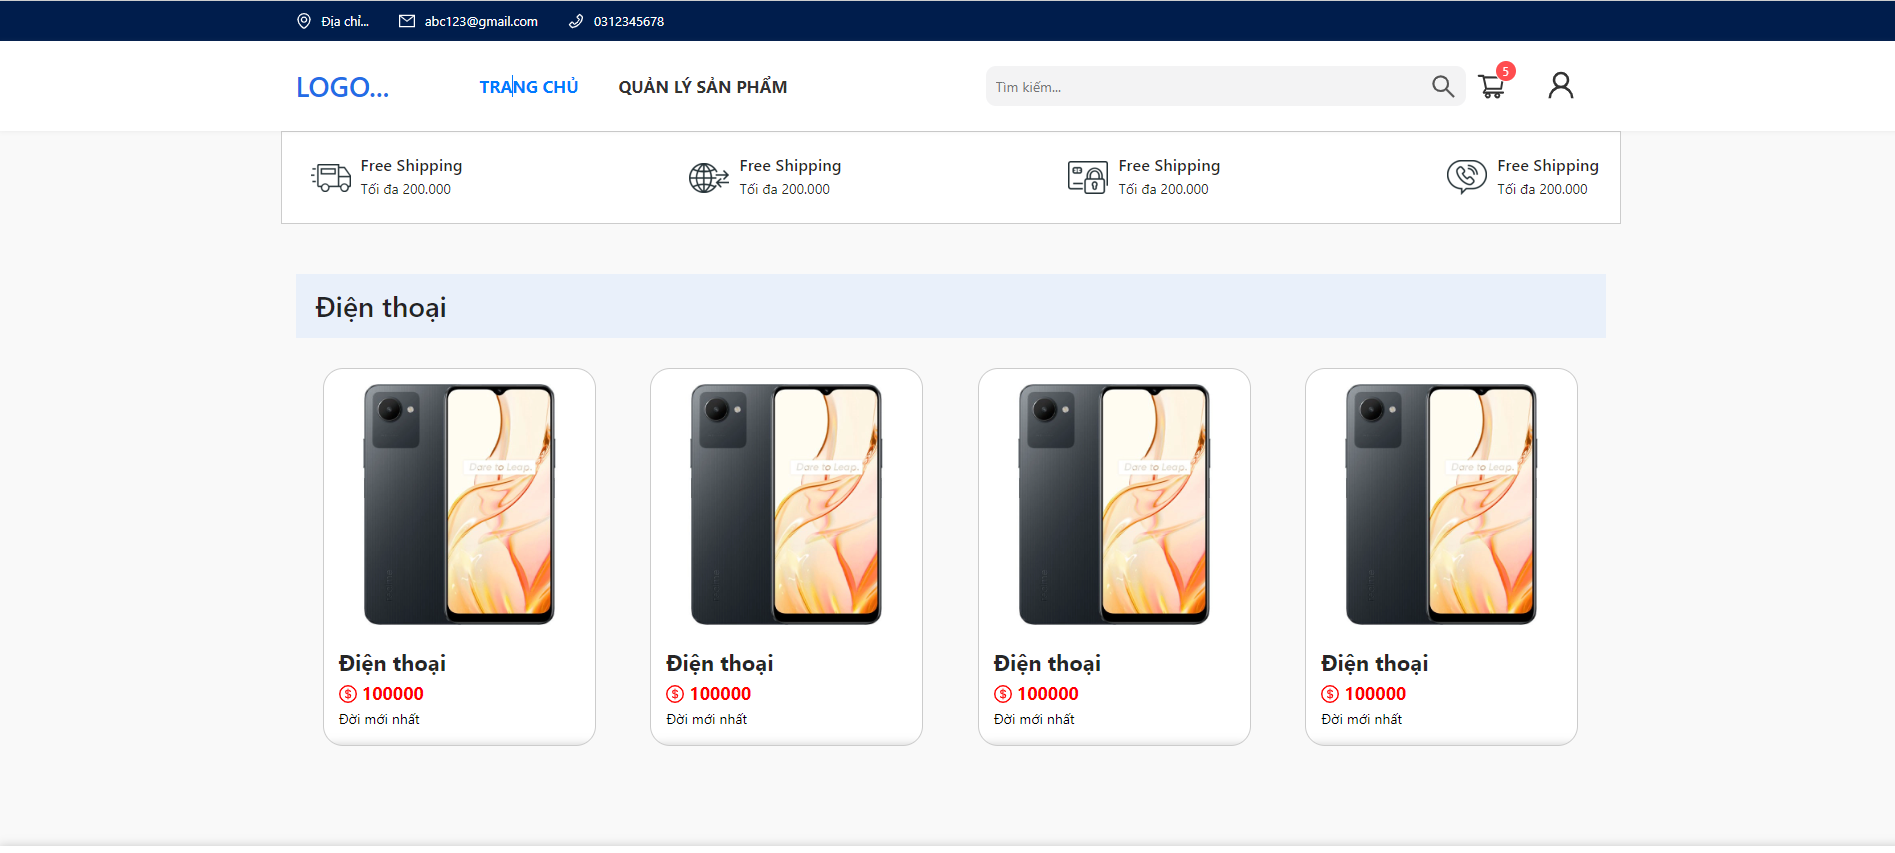 Địa chỉ... abc123@gmail.com 0312345678
LOGO... TRANG CHỦ QUẢN LÝ SẢN PHẨM Tìm kiếm... 5
Free Shipping Free Shipping Free Shipping Free Shipping
Tối đa 200.000 Tối đa 200.000 Tối đa 200.000 Tối đa 200.000
Điện thoại
Dare to Leap. Dare to Leap. Dare to Leap. Dare to Leap.
Điện thoại Điện thoại Điện thoại Điện thoại
100000 100000 100000 100000
Đời mới nhất Đời mới nhất Đời mới nhất Đời mới nhất